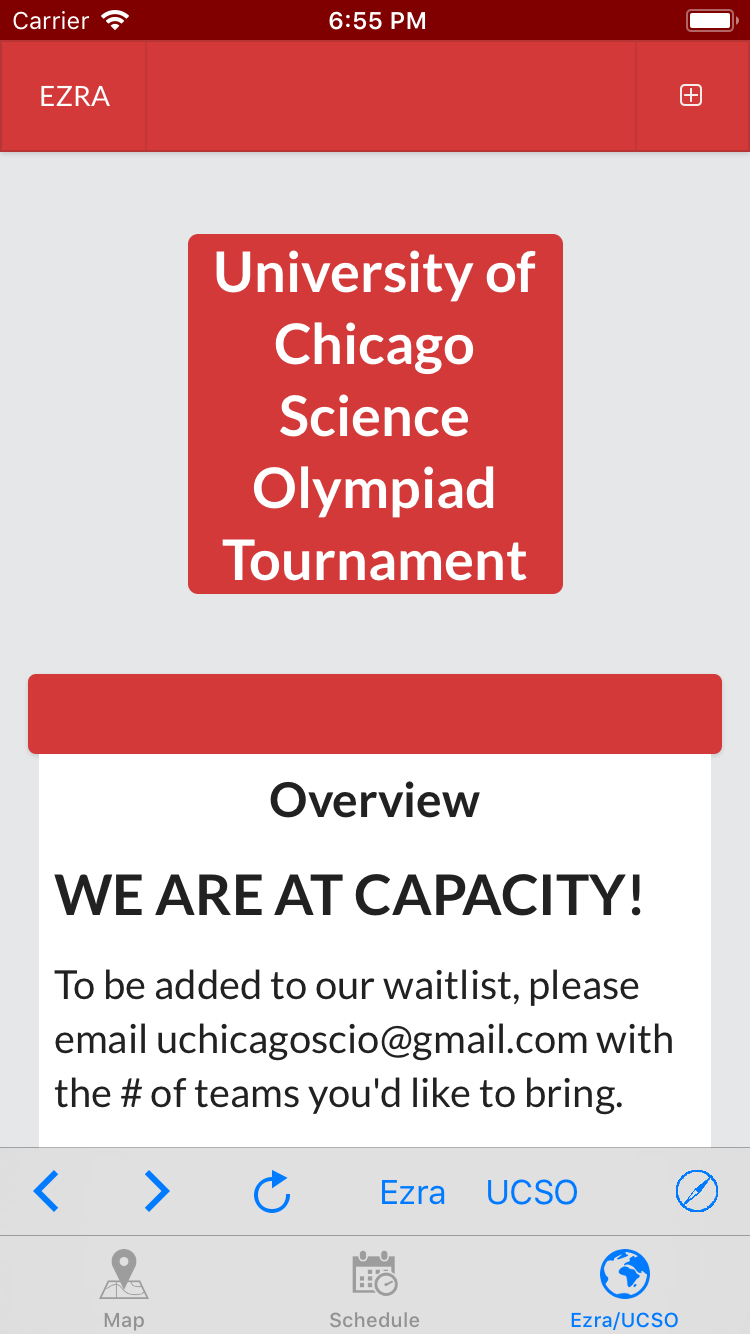 Carrier 6:55 PM
EZRA
University of
Chicago
Science
Olympiad
Tournament
Overview
WE ARE AT CAPACITY!
To be added to our waitlist, please
email uchicagoscio@gmail.com with
the # of teams you'd like to bring.
Ezra UCSO
Map Schedule Ezra/UCSO